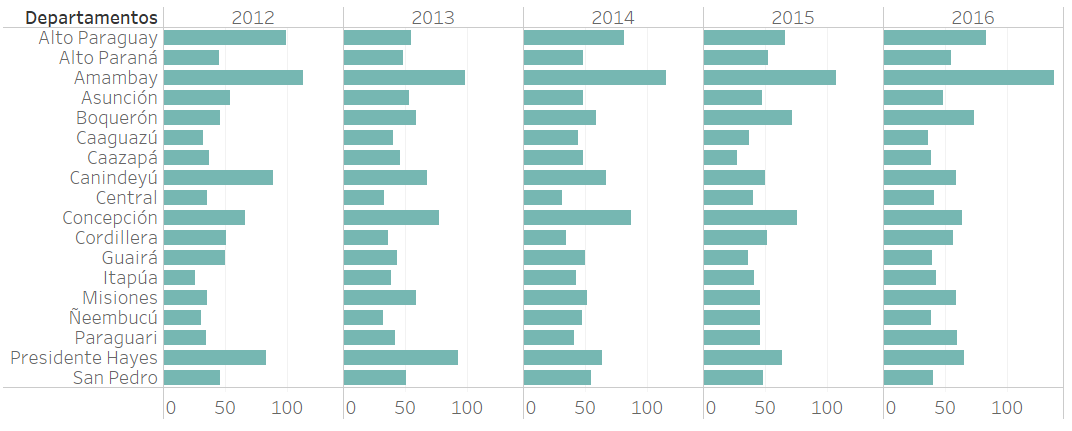 Departamentos 2012 2013 2014 2015 2016
Alto Paraguay
Alto Paraná
Amambay
Asunción
Boquerón
Caaguazú
Caazapá
Canindeyú
Central
Concepción
Cordillera
Guairá
Itapúa
Misiones
Ñeembucú
Paraguari
Presidente Hayes
San Pedro
0 50 100 0 50 100 0 50 100 0 50 100 0 50 100